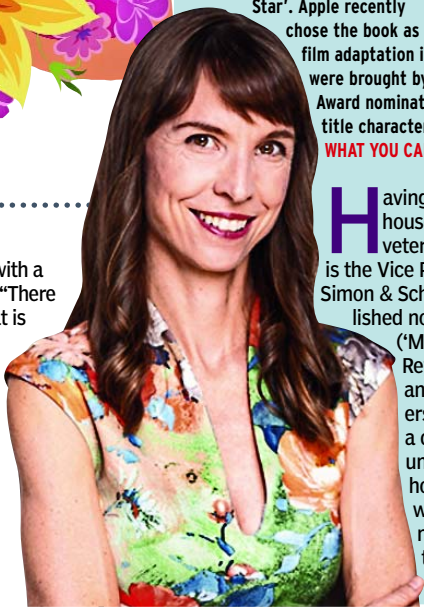 Star'. Apple recently
chose the book as
film adaptation i
were brought by
Award nominat
title character
WHAT YOU CA
Having
hous
veter
is the Vice P
Simon & Sch
lished no
('M
Re
an
ers
a c
un
ho
w
r
t
with a
"There
t is